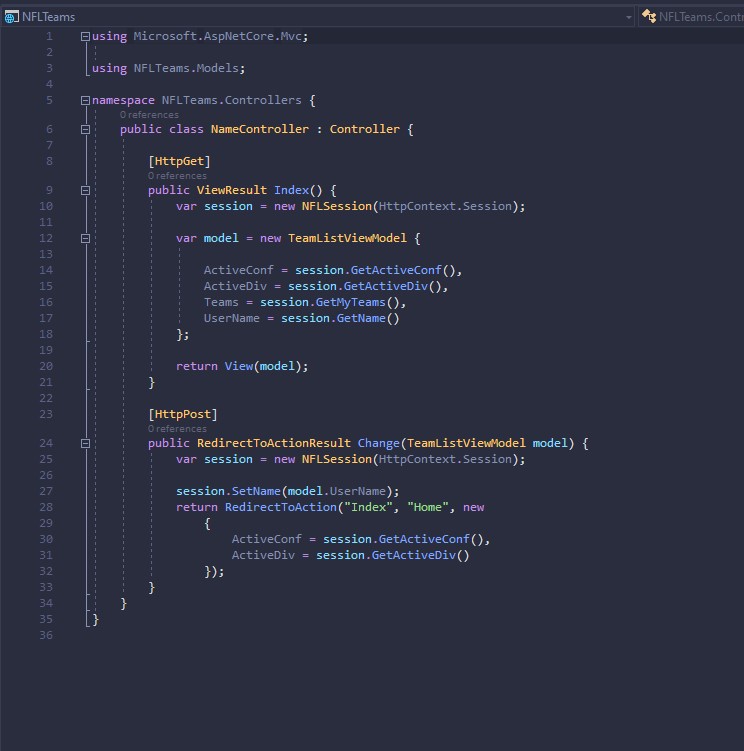 NFLTeams NFLTeams.Contr
1 using Microsoft.AspNetCore.Mvc;
2
3 using NFLTeams.Models;
4
5 namespace NFLTeams.Controllers {
0 references
6 public class NameController : Controller {
7
8 [HttpGet]
0 references
9 public ViewResult Index() {
10 var session = new NFLSession(HttpContext.Session);
11
12 var model = new TeamListViewModel {
13
14 ActiveConf = session.GetActiveConf(),
15 ActiveDiv = session.GetActiveDiv(),
16 Teams = session.GetMyTeams(),
17 UserName = session.GetName()
18 };
19
20 return View(model);
21 }
22
23 [HttpPost]
0 references
24 public RedirectToActionResult Change(TeamListViewModel model) {
25 var session = new NFLSession(HttpContext.Session);
26
27 session.SetName(model.UserName);
28 return RedirectToAction("Index", "Home", new
29 {
30 ActiveConf = session.GetActiveConf(),
31 ActiveDiv = session.GetActiveDiv()
32 });
33 }
34 }
35 }
36